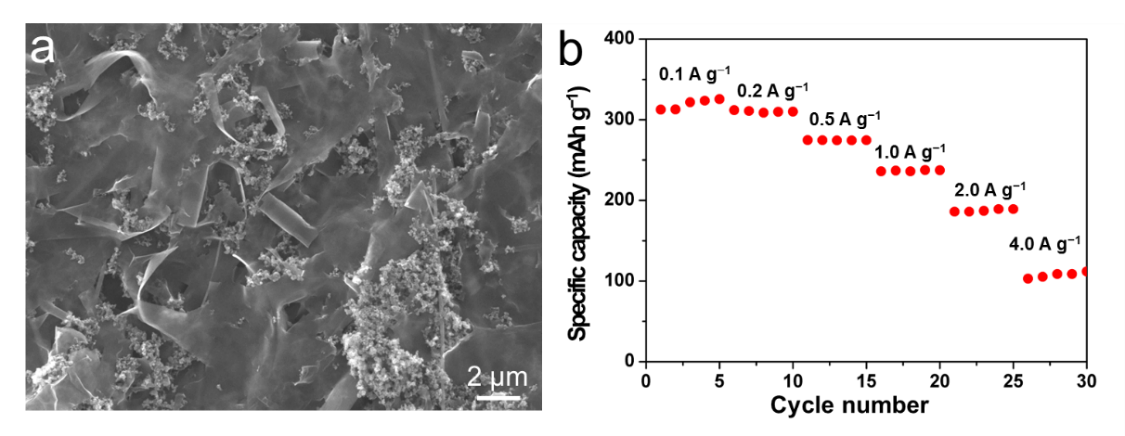 a
2 μm
b
Specific capacity (mAh g⁻¹)
400
300
200
100
0
0.1 A g⁻¹
0.2 A g⁻¹
0.5 A g⁻¹
1.0 A g⁻¹
2.0 A g⁻¹
4.0 A g⁻¹
0 5 10 15 20 25 30
Cycle number